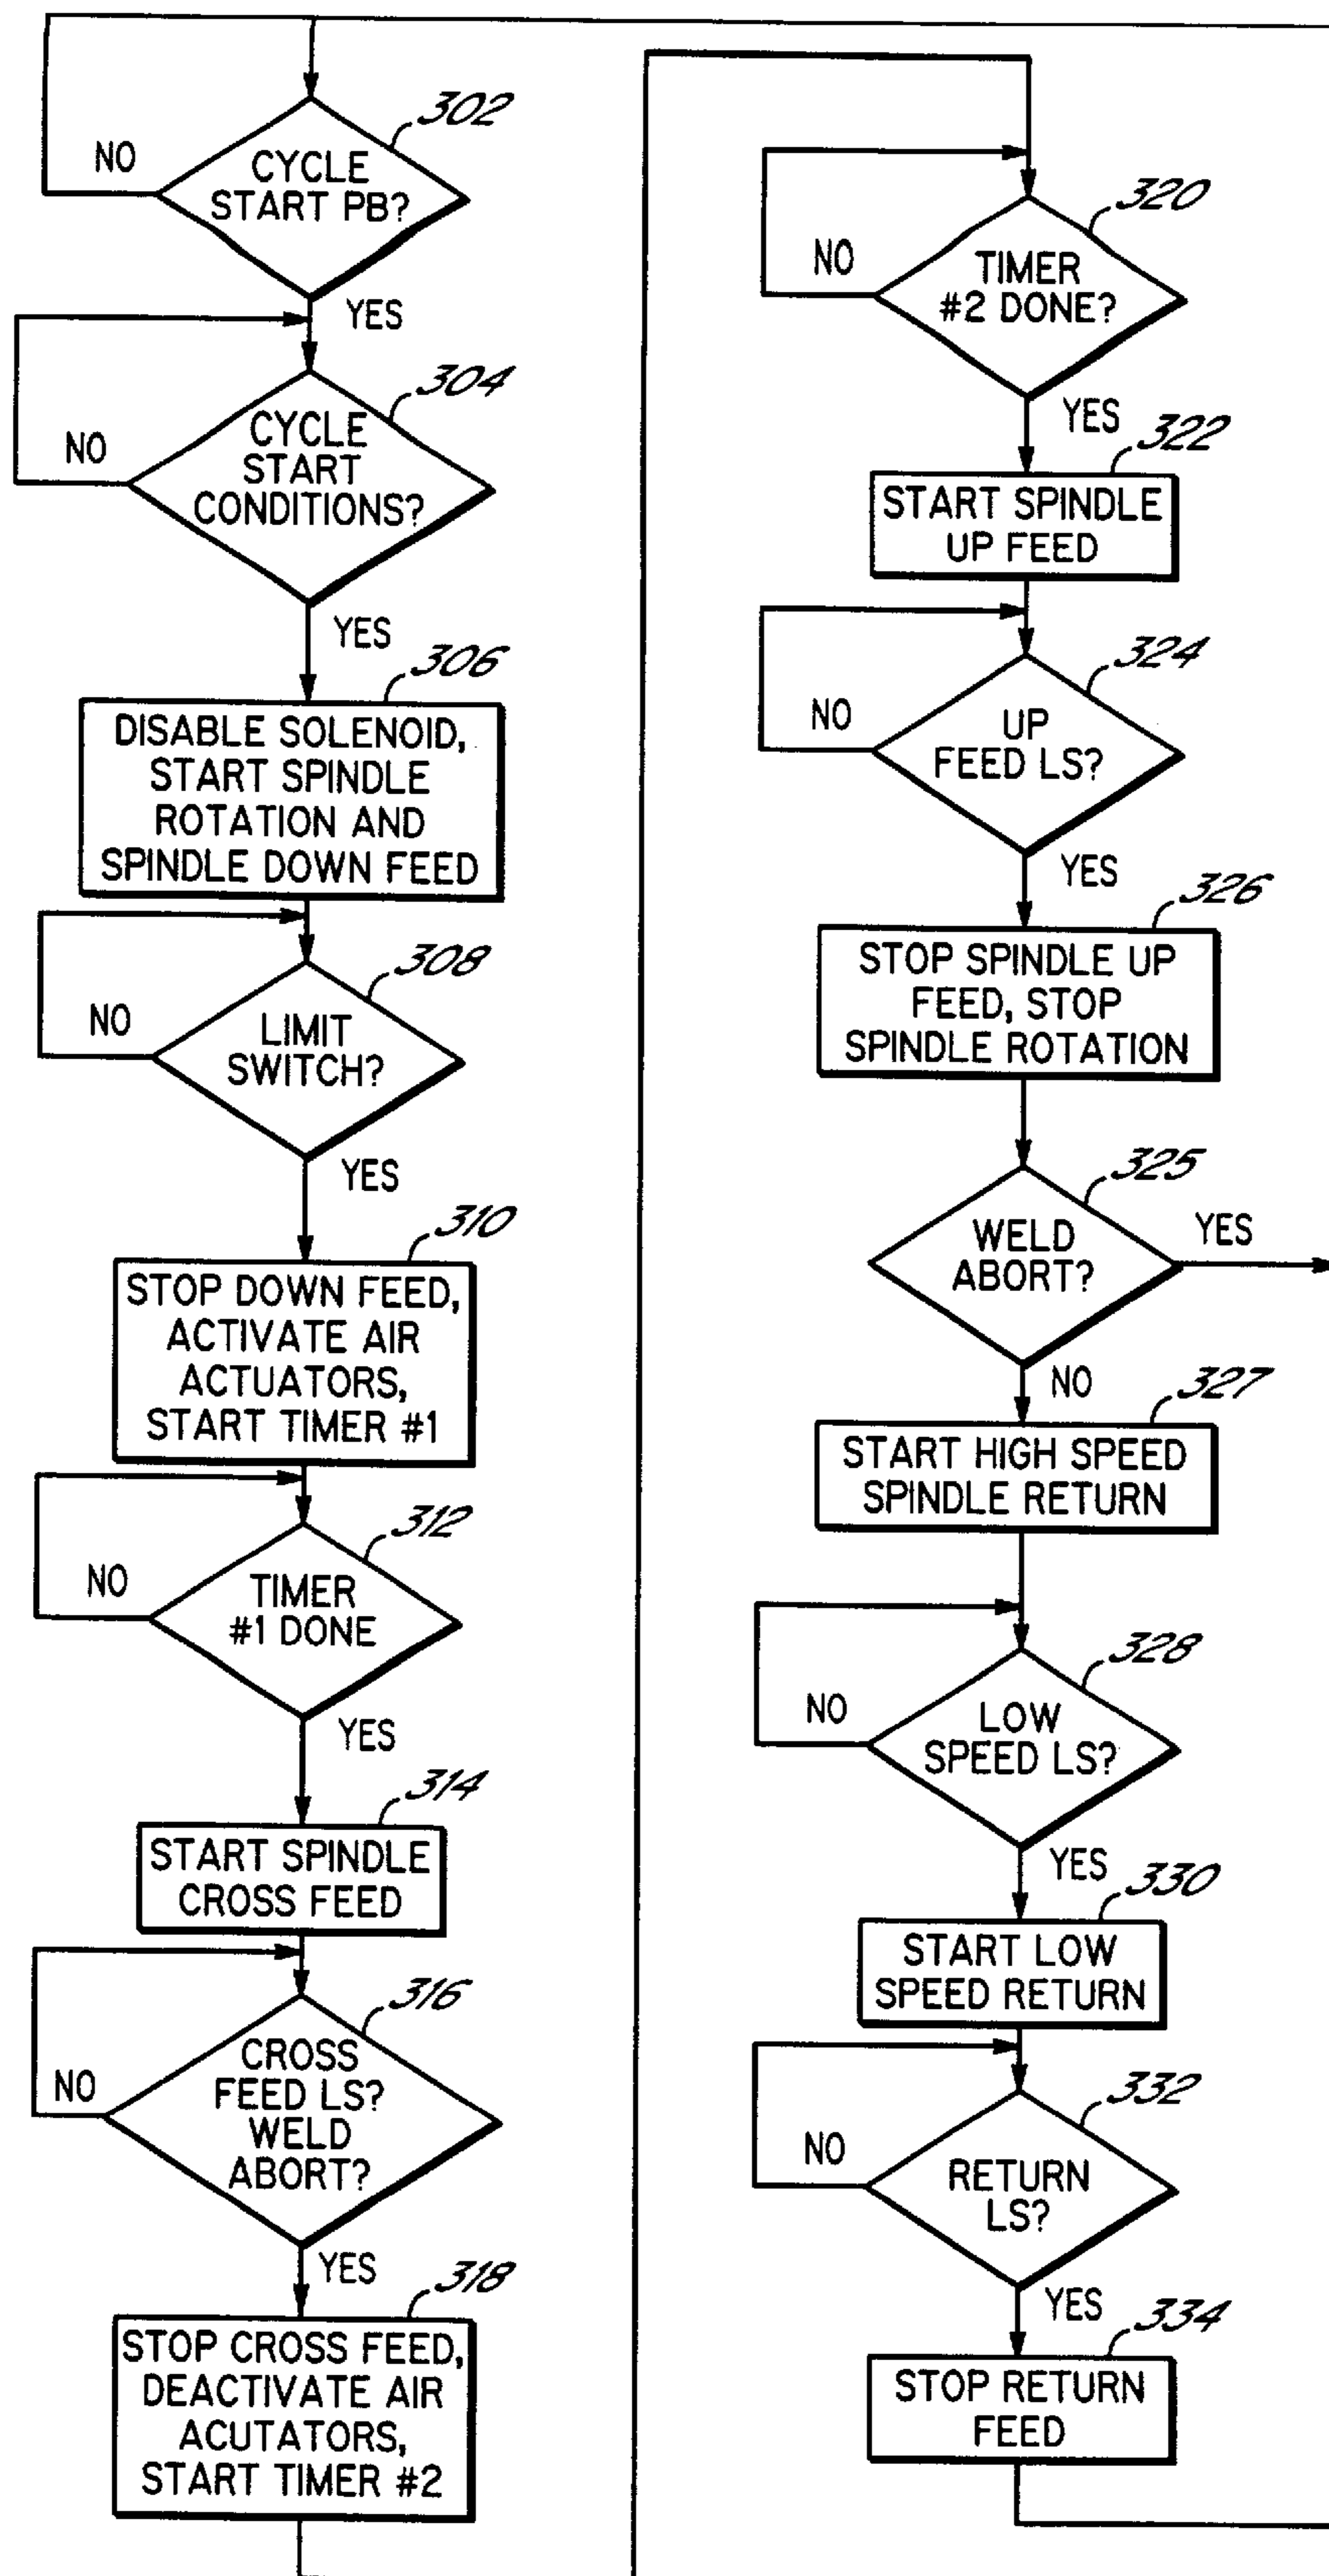 302
NO
CYCLE
START PB?
YES
304
NO
CYCLE
START
CONDITIONS?
YES
306
DISABLE SOLENOID,
START SPINDLE
ROTATION AND
SPINDLE DOWN FEED
308
NO
LIMIT
SWITCH?
YES
310
STOP DOWN FEED,
ACTIVATE AIR
ACTUATORS,
START TIMER #1
312
NO
TIMER
#1 DONE
YES
314
START SPINDLE
CROSS FEED
316
NO
CROSS
FEED LS?
WELD
ABORT?
YES
318
STOP CROSS FEED,
DEACTIVATE AIR
ACUTATORS,
START TIMER #2
320
NO
TIMER
#2 DONE?
YES
322
START SPINDLE
UP FEED
324
NO
UP
FEED LS?
YES
326
STOP SPINDLE UP
FEED, STOP
SPINDLE ROTATION
325
WELD
ABORT?
YES
NO
327
START HIGH SPEED
SPINDLE RETURN
328
NO
LOW
SPEED LS?
YES
330
START LOW
SPEED RETURN
332
NO
RETURN
LS?
YES
334
STOP RETURN
FEED